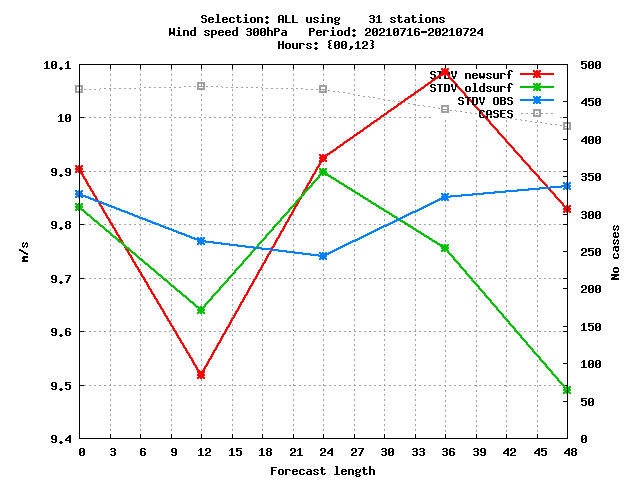 Selection: ALL using 31 stations
Wind speed 300hPa Period: 20210716-20210724
Hours: {00,12}
STDV newsurf
STDV oldsurf
STDV OBS
CASES
10.1
10
9.9
9.8
9.7
9.6
9.5
9.4
m/s
500
450
400
350
300
250
200
150
100
50
0
No cases
0 3 6 9 12 15 18 21 24 27 30 33 36 39 42 45 48
Forecast length